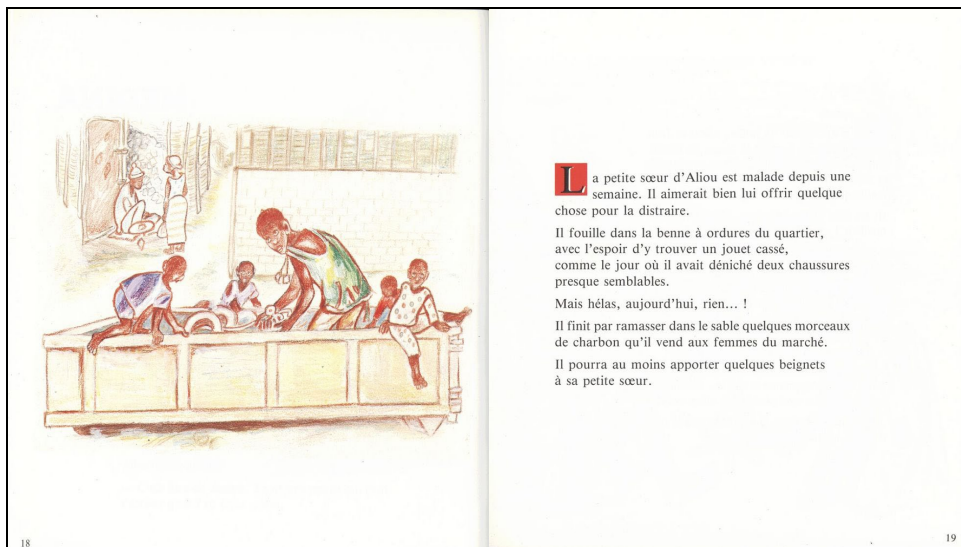 La petite sœur d'Aliou est malade depuis une
semaine. Il aimerait bien lui offrir quelque
chose pour la distraire.
Il fouille dans la benne à ordures du quartier,
avec l'espoir d'y trouver un jouet cassé,
comme le jour où il avait déniché deux chaussures
presque semblables.
Mais hélas, aujourd'hui, rien... !
Il finit par ramasser dans le sable quelques morceaux
de charbon qu'il vend aux femmes du marché.
Il pourra au moins apporter quelques beignets
à sa petite sœur.
18
19